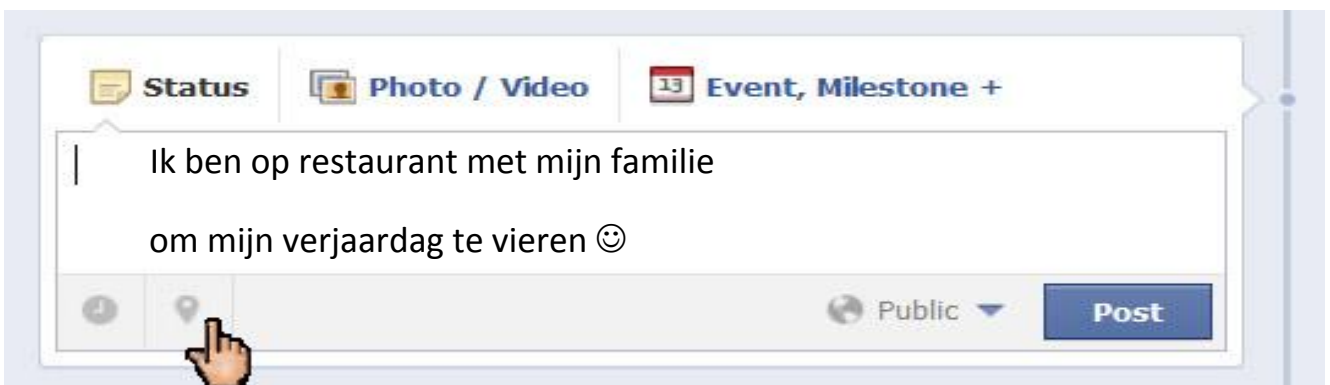 Status Photo / Video 13 Event, Milestone +
Ik ben op restaurant met mijn familie
om mijn verjaardag te vieren ☺
Public Post